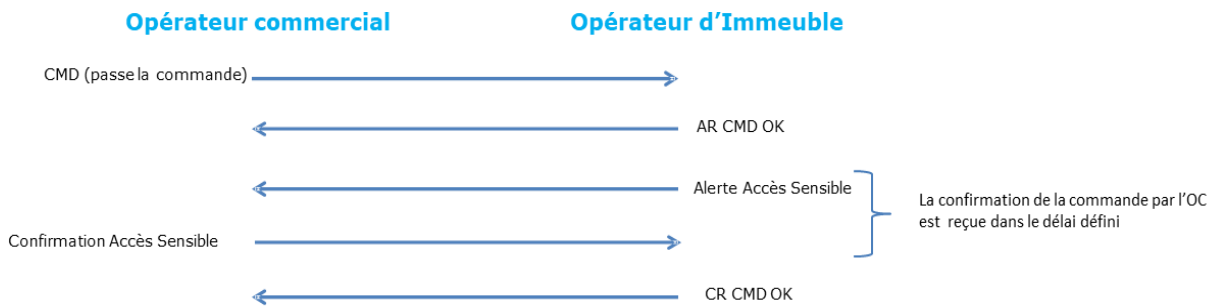 Opérateur commercial
Opérateur d'Immeuble
CMD (passe la commande)
AR CMD OK
Alerte Accès Sensible
La confirmation de la commande par l'OC
est reçue dans le délai défini
Confirmation Accès Sensible
CR CMD OK